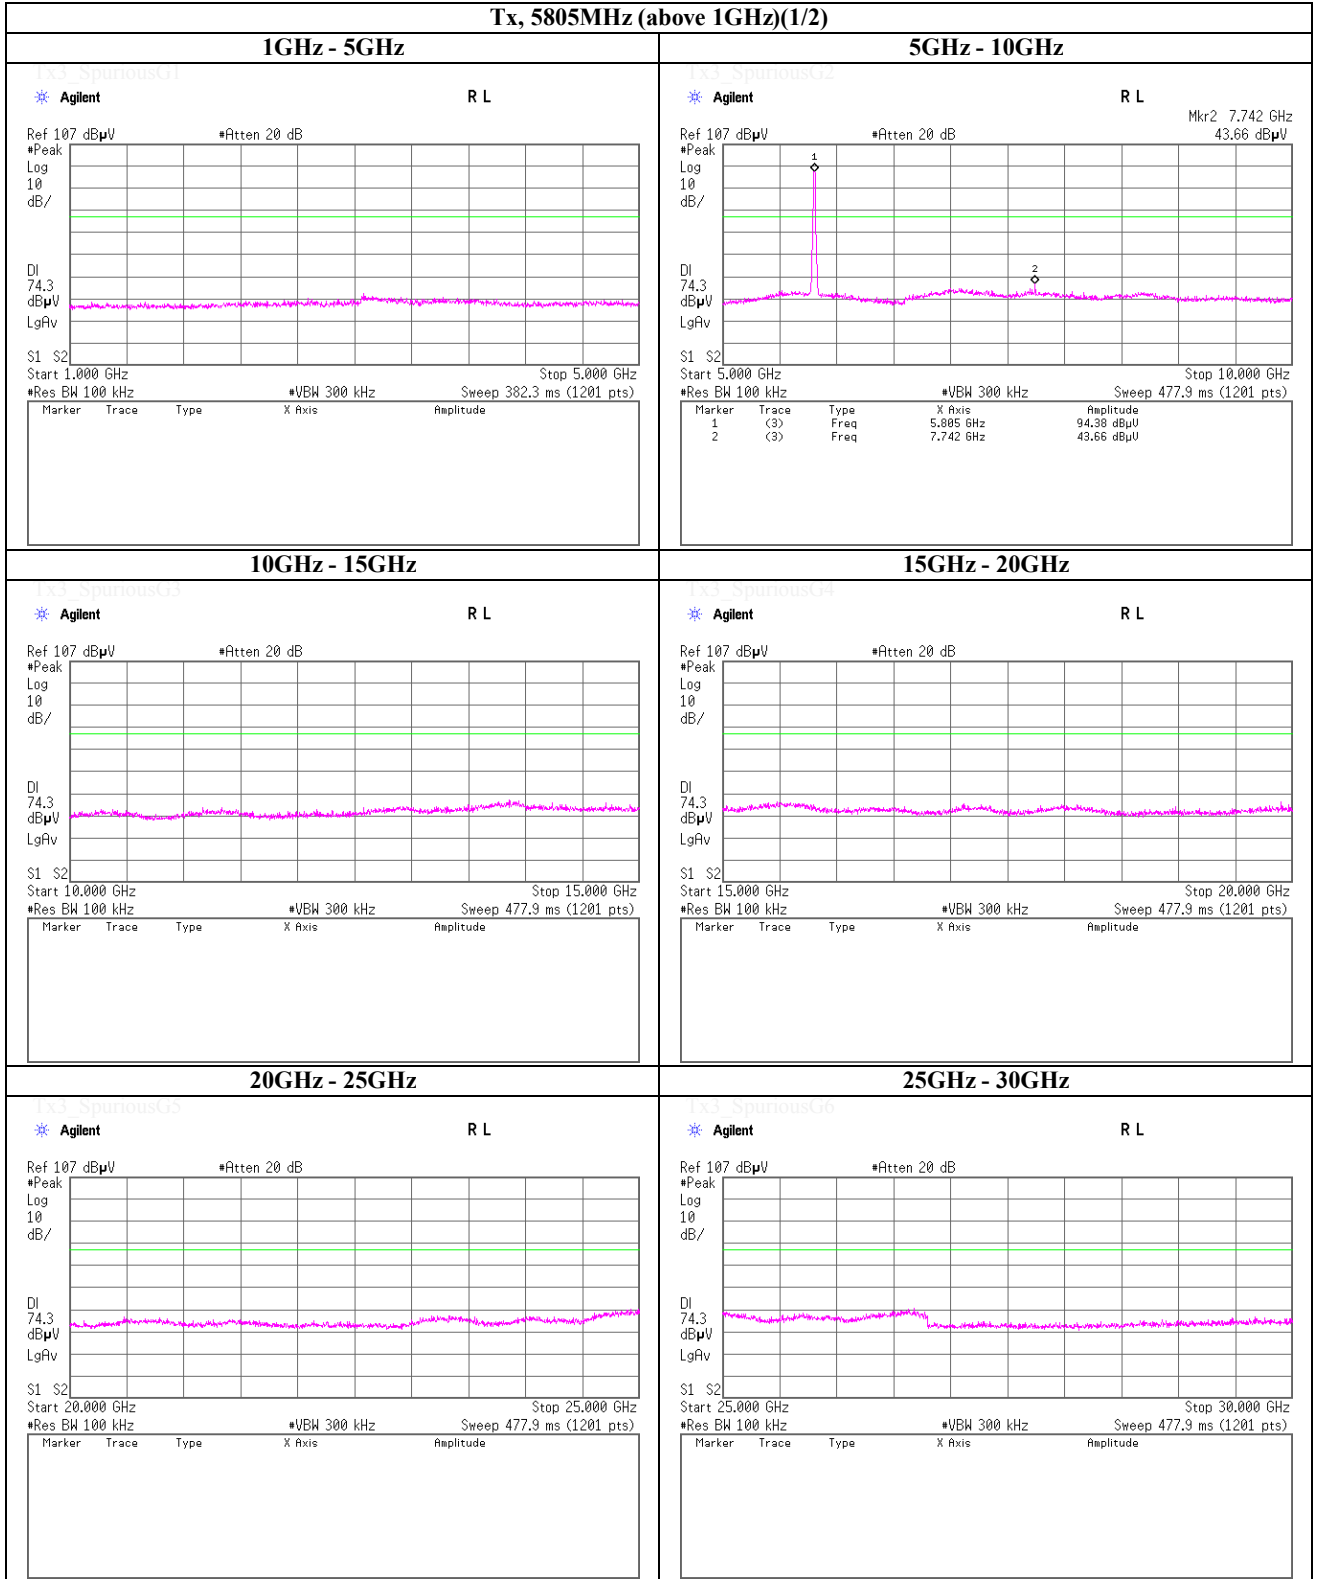 Tx, 5805MHz (above 1GHz)(1/2)
1GHz - 5GHz
Tx3_SpuriousG1
Agilent
R L
Ref 107 dBµV #Atten 20 dB
#Peak
Log
10
dB/
DI
74.3
dBµV
LgAv
S1 S2
Start 1.000 GHz Stop 5.000 GHz
#Res BW 100 kHz #VBW 300 kHz Sweep 382.3 ms (1201 pts)
Marker Trace Type X Axis Amplitude
5GHz - 10GHz
Tx3_SpuriousG2
Agilent
R L
Mkr2 7.742 GHz
Ref 107 dBµV #Atten 20 dB 43.66 dBµV
#Peak
Log
10
dB/
1
2
DI
74.3
dBµV
LgAv
S1 S2
Start 5.000 GHz Stop 10.000 GHz
#Res BW 100 kHz #VBW 300 kHz Sweep 477.9 ms (1201 pts)
Marker Trace Type X Axis Amplitude
1 (3) Freq 5.805 GHz 94.38 dBµV
2 (3) Freq 7.742 GHz 43.66 dBµV
10GHz - 15GHz
Tx3_SpuriousG3
Agilent
R L
Ref 107 dBµV #Atten 20 dB
#Peak
Log
10
dB/
DI
74.3
dBµV
LgAv
S1 S2
Start 10.000 GHz Stop 15.000 GHz
#Res BW 100 kHz #VBW 300 kHz Sweep 477.9 ms (1201 pts)
Marker Trace Type X Axis Amplitude
15GHz - 20GHz
Tx3_SpuriousG4
Agilent
R L
Ref 107 dBµV #Atten 20 dB
#Peak
Log
10
dB/
DI
74.3
dBµV
LgAv
S1 S2
Start 15.000 GHz Stop 20.000 GHz
#Res BW 100 kHz #VBW 300 kHz Sweep 477.9 ms (1201 pts)
Marker Trace Type X Axis Amplitude
20GHz - 25GHz
Tx3_SpuriousG5
Agilent
R L
Ref 107 dBµV #Atten 20 dB
#Peak
Log
10
dB/
DI
74.3
dBµV
LgAv
S1 S2
Start 20.000 GHz Stop 25.000 GHz
#Res BW 100 kHz #VBW 300 kHz Sweep 477.9 ms (1201 pts)
Marker Trace Type X Axis Amplitude
25GHz - 30GHz
Tx3_SpuriousG6
Agilent
R L
Ref 107 dBµV #Atten 20 dB
#Peak
Log
10
dB/
DI
74.3
dBµV
LgAv
S1 S2
Start 25.000 GHz Stop 30.000 GHz
#Res BW 100 kHz #VBW 300 kHz Sweep 477.9 ms (1201 pts)
Marker Trace Type X Axis Amplitude